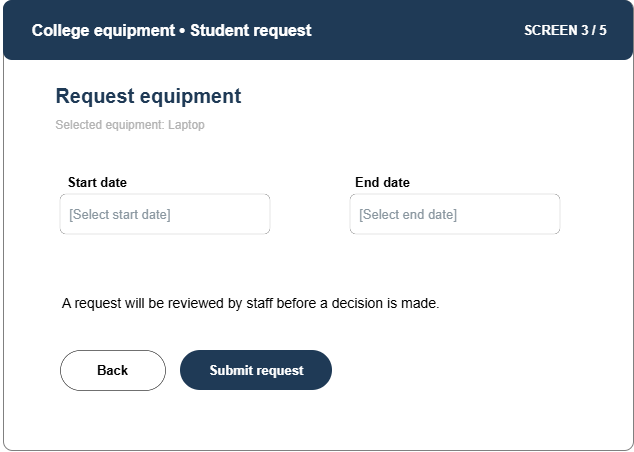 College equipment • Student request
SCREEN 3 / 5
Request equipment
Selected equipment: Laptop
Start date
End date
[Select start date]
[Select end date]
A request will be reviewed by staff before a decision is made.
Back
Submit request